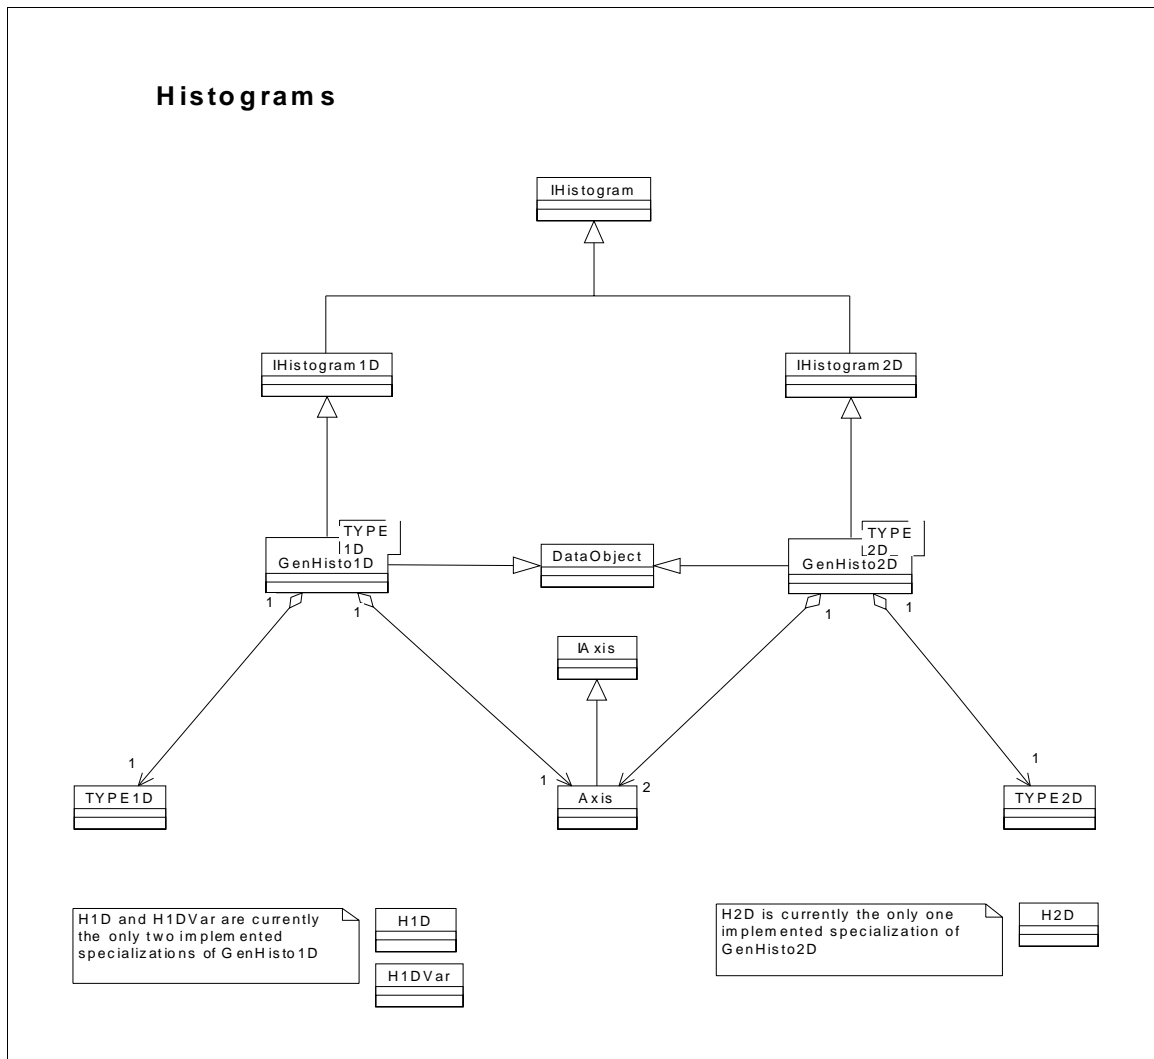 Histograms
IHistogram
IHistogram1D
IHistogram2D
TYPE
1D
GenHisto1D
DataObject
TYPE
2D
GenHisto2D
1
1
1
1
IAxis
1
1
2
1
TYPE1D
Axis
TYPE2D
H1D and H1DVar are currently
the only two implemented
specializations of GenHisto1D
H1D
H1DVar
H2D is currently the only one
implemented specialization of
GenHisto2D
H2D